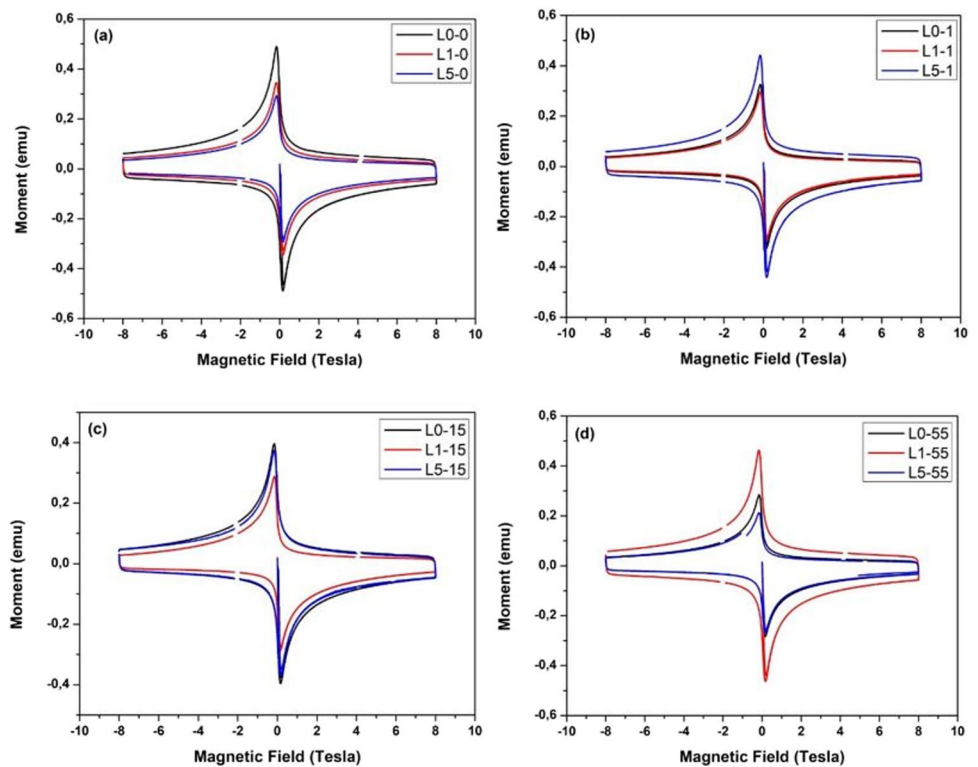 (a)
L0-0
L1-0
L5-0
0,6
0,4
0,2
0,0
-0,2
-0,4
-0,6
Moment (emu)
-10 -8 -6 -4 -2 0 2 4 6 8 10
Magnetic Field (Tesla)
(b)
L0-1
L1-1
L5-1
0,6
0,4
0,2
0,0
-0,2
-0,4
-0,6
Moment (emu)
-10 -8 -6 -4 -2 0 2 4 6 8 10
Magnetic Field (Tesla)
(c)
L0-15
L1-15
L5-15
0,4
0,2
0,0
-0,2
-0,4
Moment (emu)
-10 -8 -6 -4 -2 0 2 4 6 8 10
Magnetic Field (Tesla)
(d)
L0-55
L1-55
L5-55
0,6
0,4
0,2
0,0
-0,2
-0,4
-0,6
Moment (emu)
-10 -8 -6 -4 -2 0 2 4 6 8 10
Magnetic Field (Tesla)